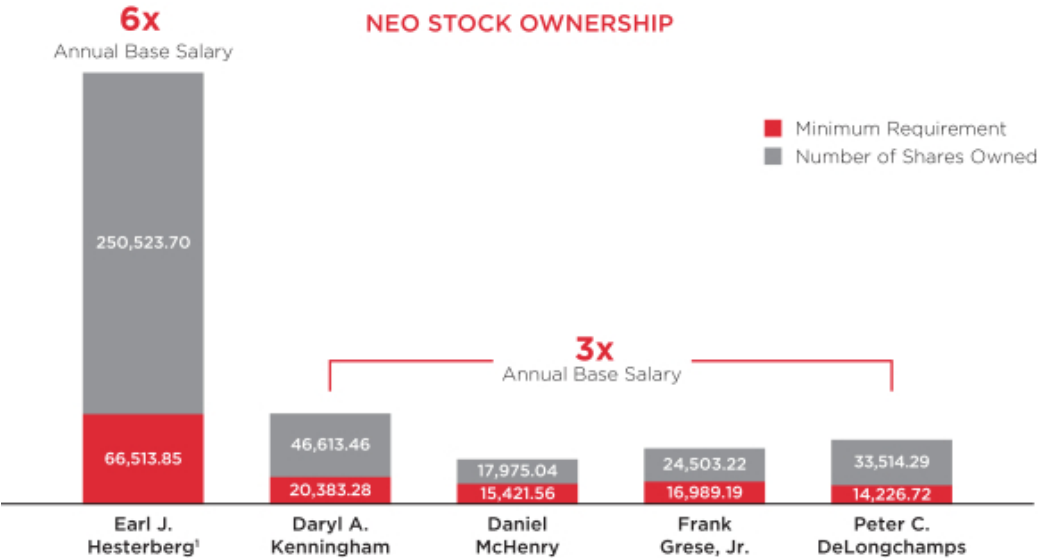 6x
Annual Base Salary
NEO STOCK OWNERSHIP
Minimum Requirement
Number of Shares Owned
250,523.70
66,513.85
3x
Annual Base Salary
46,613.46
20,383.28
17,975.04
15,421.56
24,503.22
16,989.19
33,514.29
14,226.72
Earl J.
Hesterberg¹
Daryl A.
Kenningham
Daniel
McHenry
Frank
Grese, Jr.
Peter C.
DeLongchamps